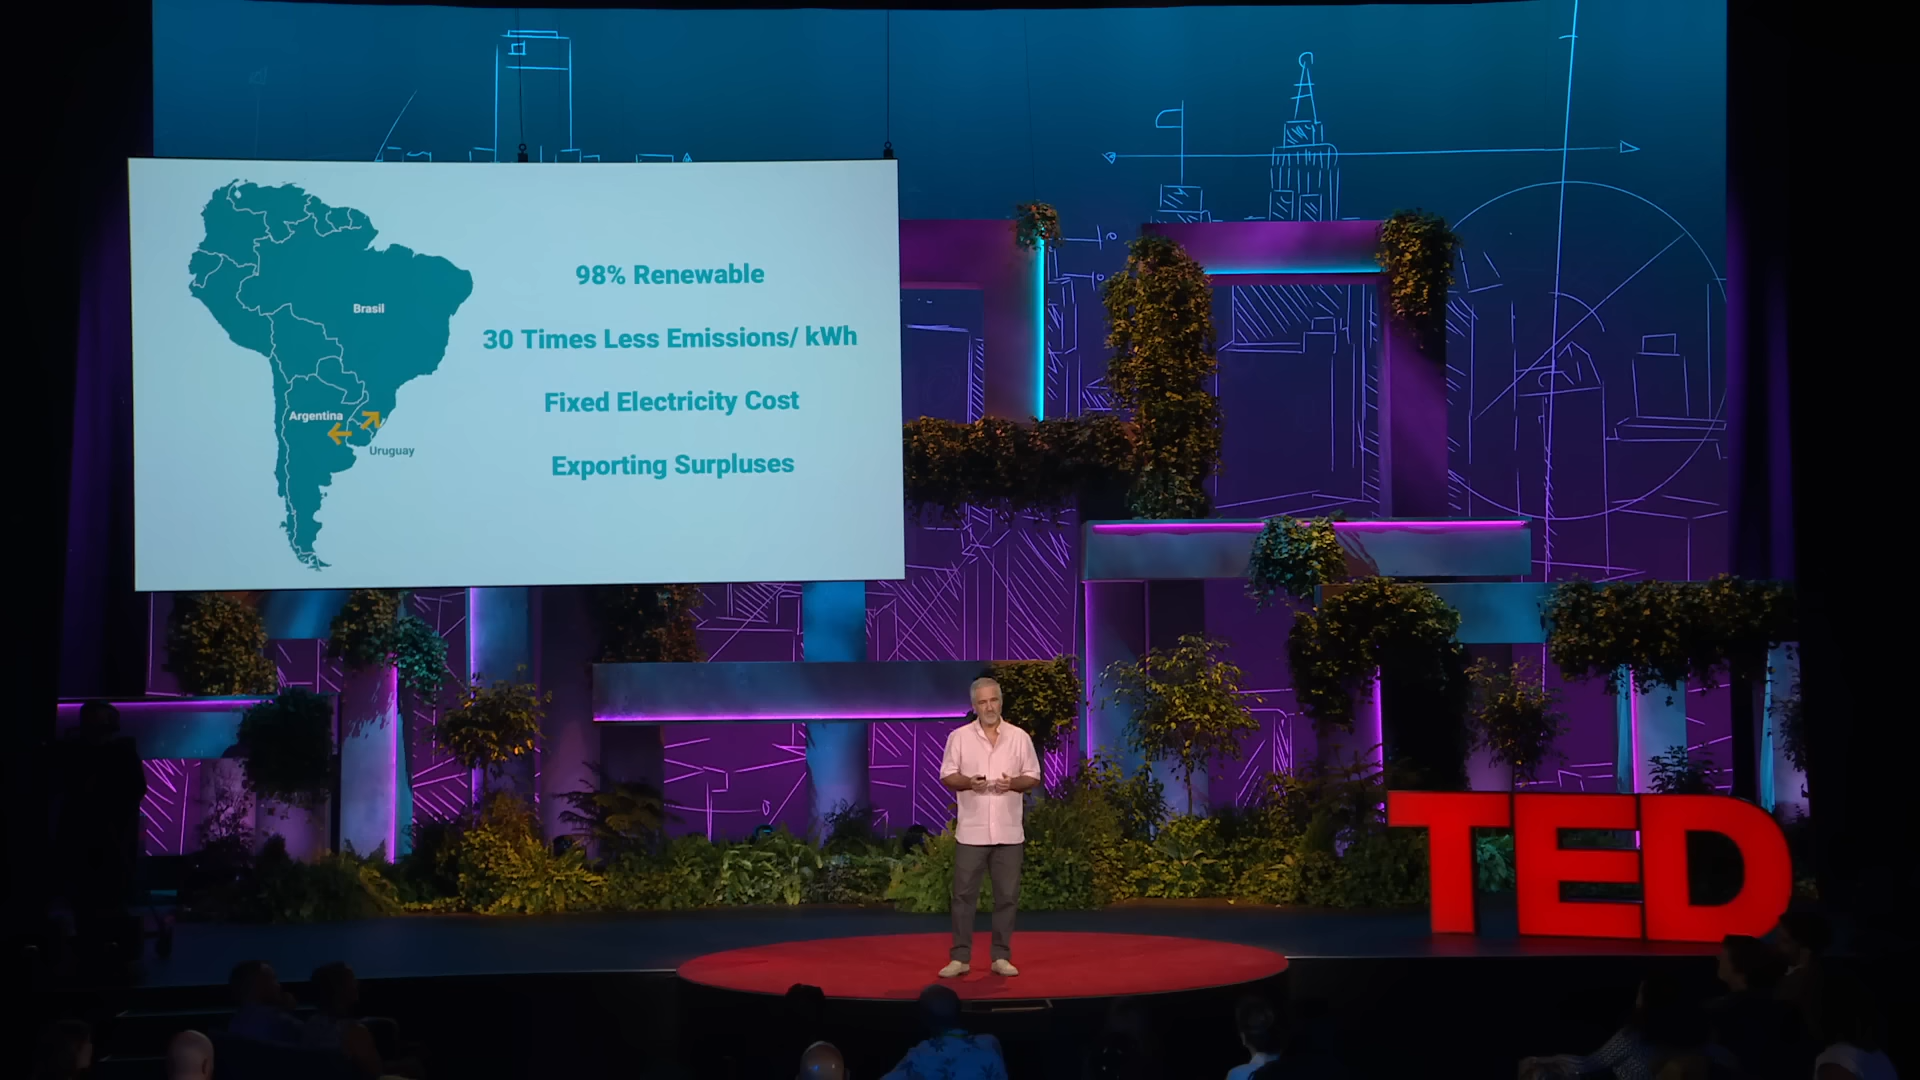 Brasil
Argentina
Uruguay
98% Renewable
30 Times Less Emissions/ kWh
Fixed Electricity Cost
Exporting Surpluses
TED